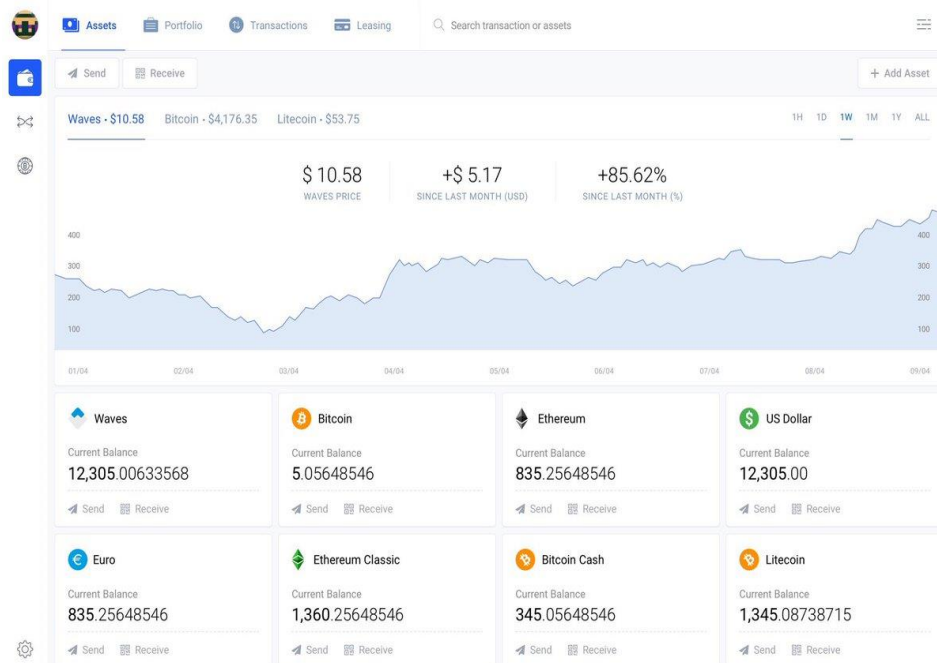 Assets Portfolio Transactions Leasing Search transaction or assets
Send Receive + Add Asset
Waves • $10.58 Bitcoin • $4,176.35 Litecoin • $53.75 1H 1D 1W 1M 1Y ALL
$ 10.58 +$ 5.17 +85.62%
WAVES PRICE SINCE LAST MONTH (USD) SINCE LAST MONTH (%)
400 400
300 300
200 200
100 100
01/04 02/04 03/04 04/04 05/04 06/04 07/04 08/04 09/04
Waves Bitcoin Ethereum US Dollar
Current Balance Current Balance Current Balance Current Balance
12,305.00633568 5.05648546 835.25648546 12,305.00
Send Receive Send Receive Send Receive Send Receive
Euro Ethereum Classic Bitcoin Cash Litecoin
Current Balance Current Balance Current Balance Current Balance
835.25648546 1,360.25648546 345.05648546 1,345.08738715
Send Receive Send Receive Send Receive Send Receive